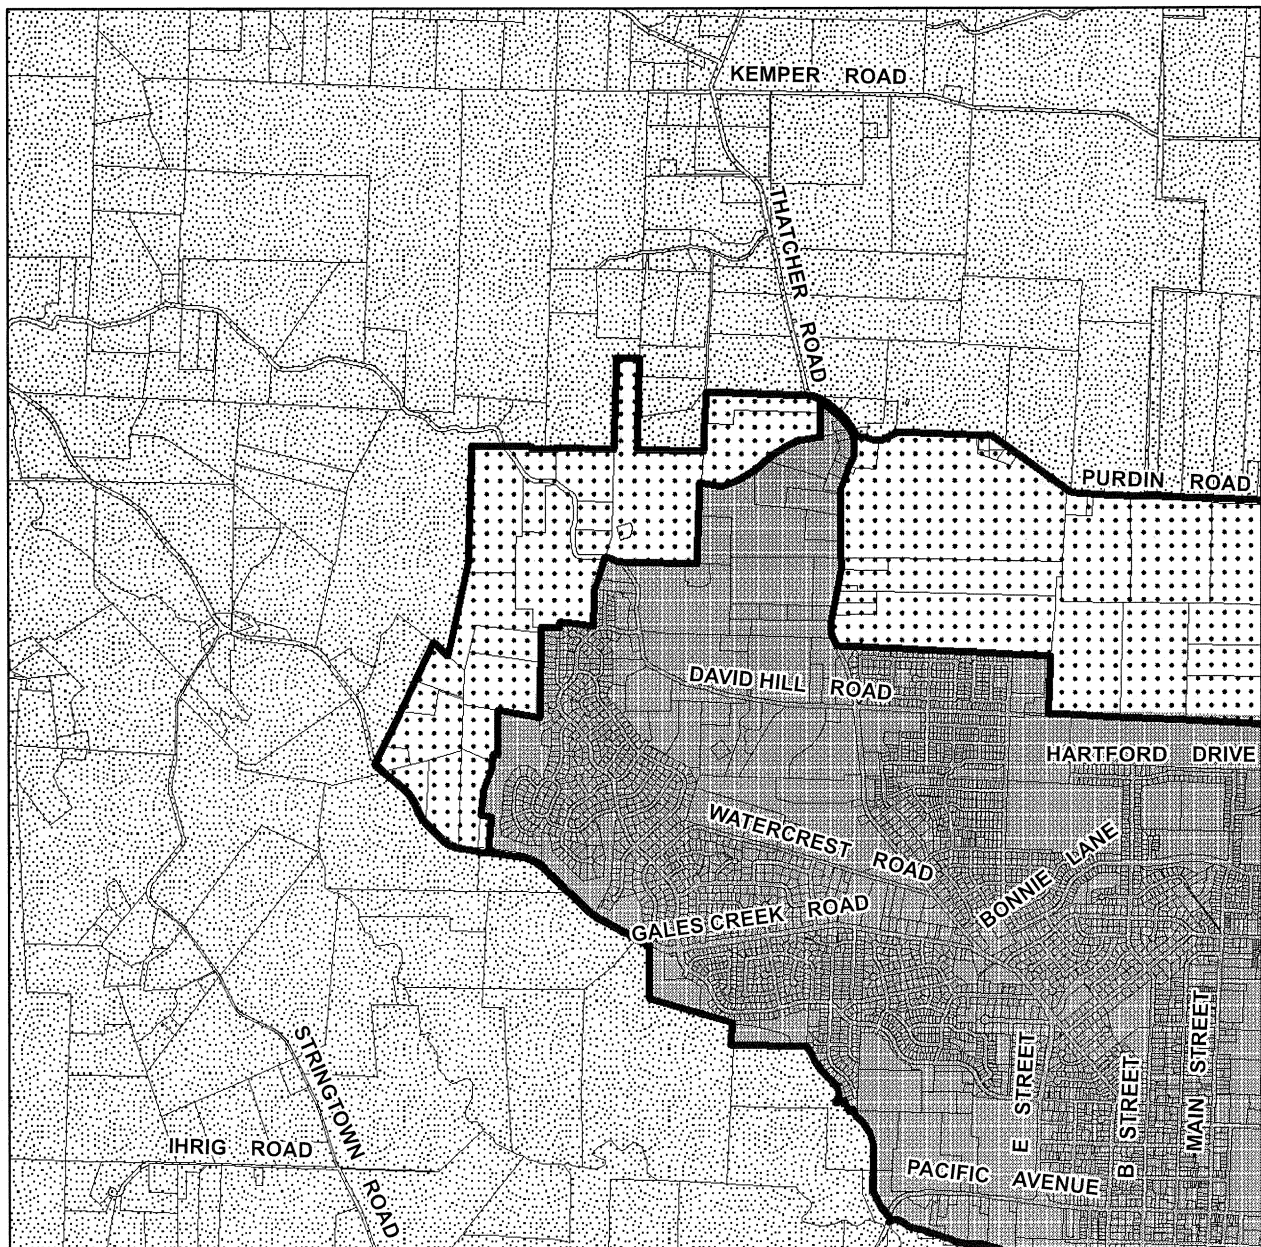 KEMPER ROAD
THATCHER ROAD
PURDIN ROAD
DAVID HILL ROAD
HARTFORD DRIVE
WATERCREST ROAD
BONNIE LANE
GALES CREEK ROAD
STRINGTOWN ROAD
E STREET
B STREET
MAIN STREET
IHRIG ROAD
PACIFIC AVENUE